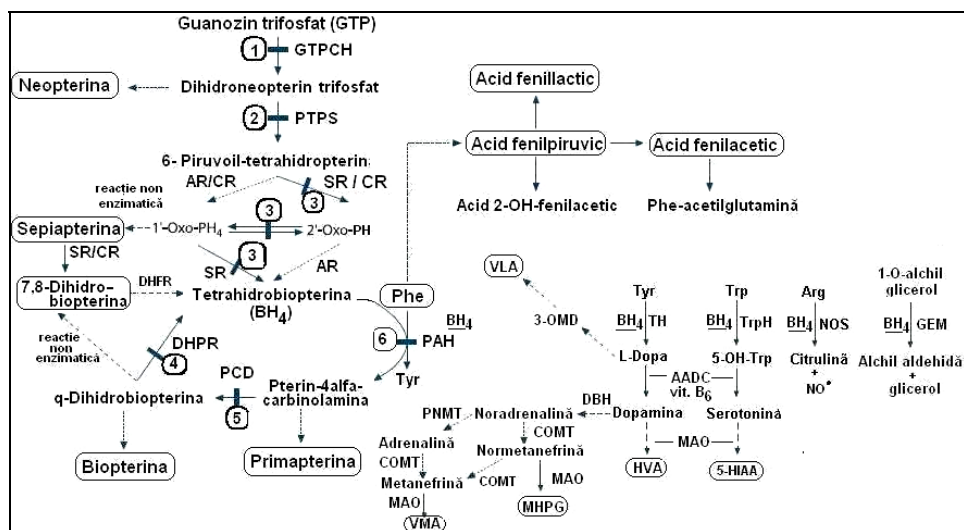 Guanozin trifosfat (GTP)
1 GTPCH
Neopterina
Dihidroneopterin trifosfat
2 PTPS
6- Piruvoil-tetrahidropterin
AR/CR
SR / CR
3
reacție non
enzimatică
Sepiapterina
1'-Oxo-PH4
3
2'-Oxo-PH
SR/CR
SR
3
AR
7,8-Dihidro-
biopterina
DHFR
Tetrahidrobiopterina
(BH4)
reactie non
enzimatică
DHPR
4
q-Dihidrobiopterina
PCD
5
Pterin-4alfa-
carbinolamina
Biopterina
Primapterina
Phe
BH4
6 PAH
Tyr
Acid fenillactic
Acid fenilpiruvic
Acid fenilacetic
Acid 2-OH-fenilacetic
Phe-acetilglutamină
VLA
3-OMD
Tyr
BH4 TH
L-Dopa
Trp
BH4 TrpH
5-OH-Trp
AADC
vit. B6
Arg
BH4 NOS
Citrulină
+
NO•
1-O-alchil
glicerol
BH4 GEM
Alchil aldehidă
+
glicerol
DBH
Dopamina
Serotonină
MAO
HVA
5-HIAA
PNMT
Noradrenalină
COMT
Adrenalină
COMT
Normetanefrină
Metanefrină
COMT
MAO
MAO
VMA
MHPG